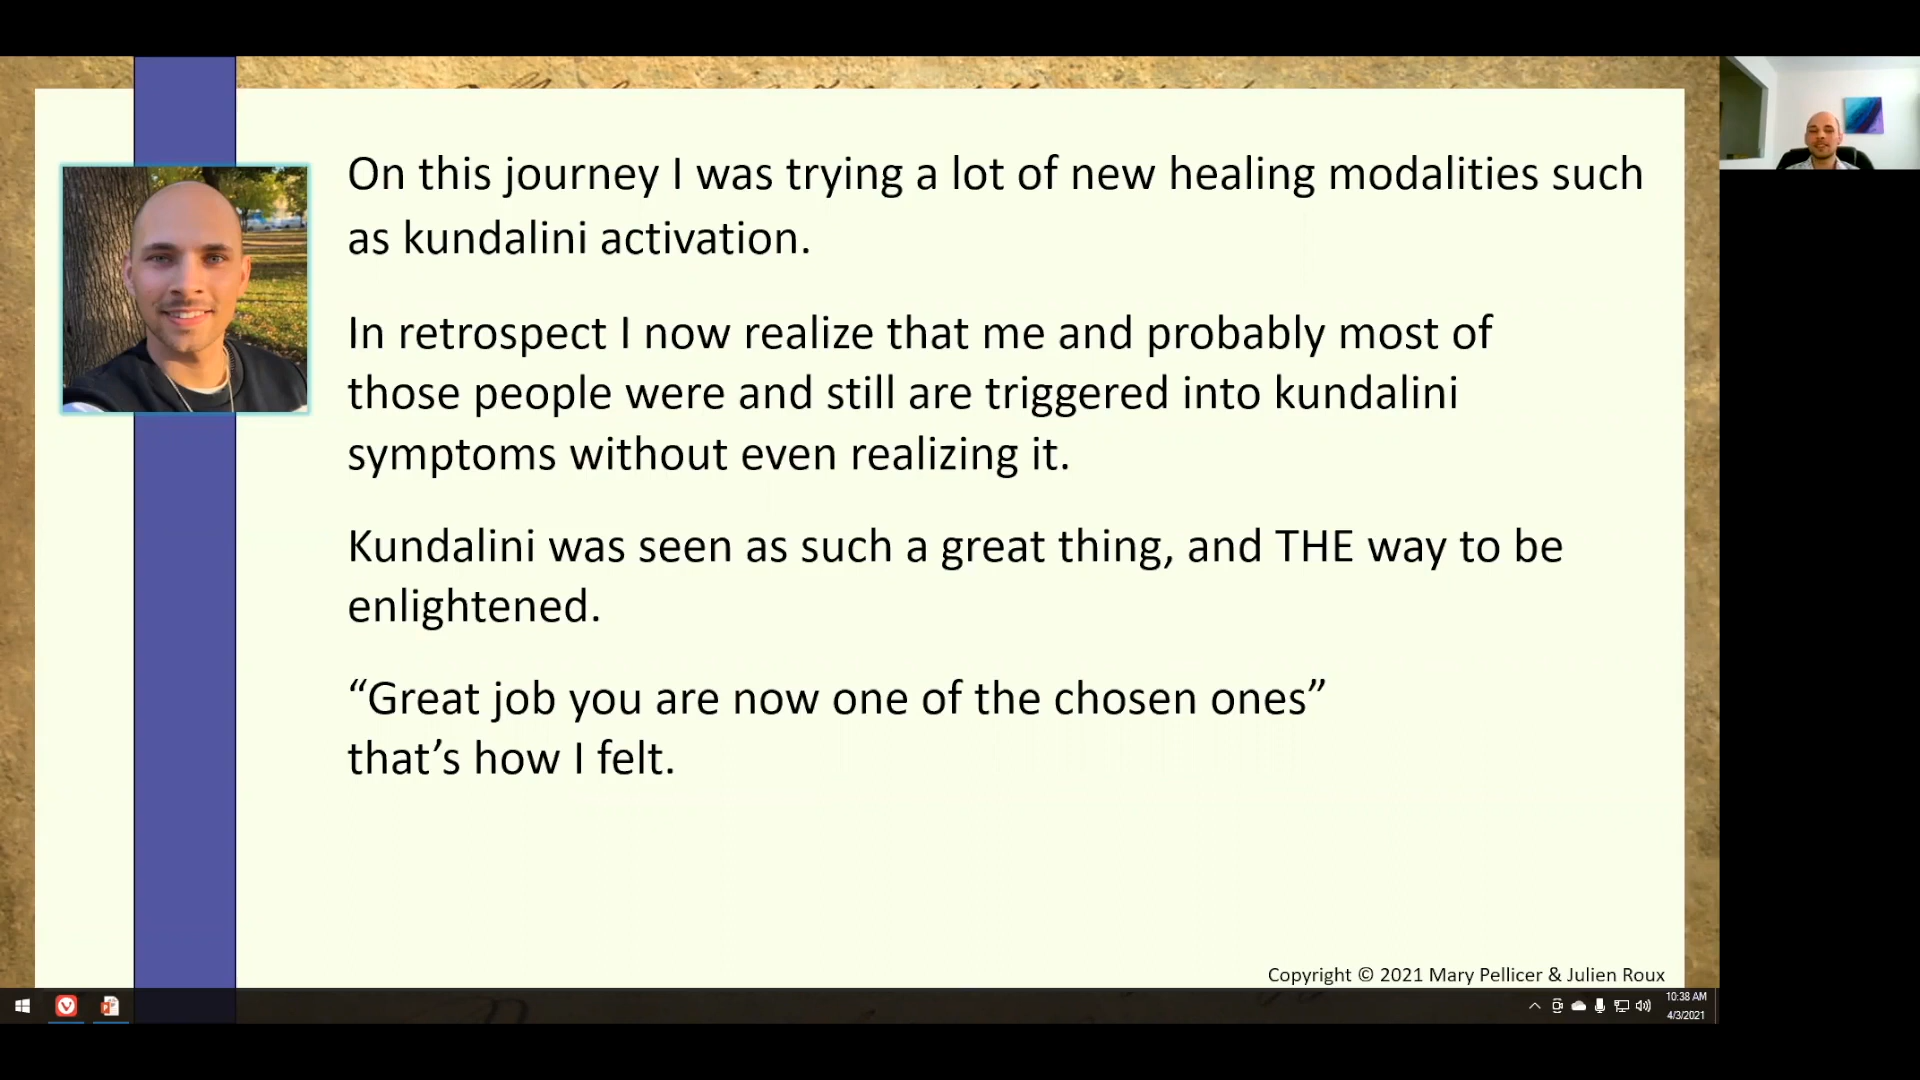 On this journey I was trying a lot of new healing modalities such
as kundalini activation.
In retrospect I now realize that me and probably most of
those people were and still are triggered into kundalini
symptoms without even realizing it.
Kundalini was seen as such a great thing, and THE way to be
enlightened.
“Great job you are now one of the chosen ones”
that’s how I felt.
Copyright © 2021 Mary Pellicer & Julien Roux
10:38 AM
4/3/2021